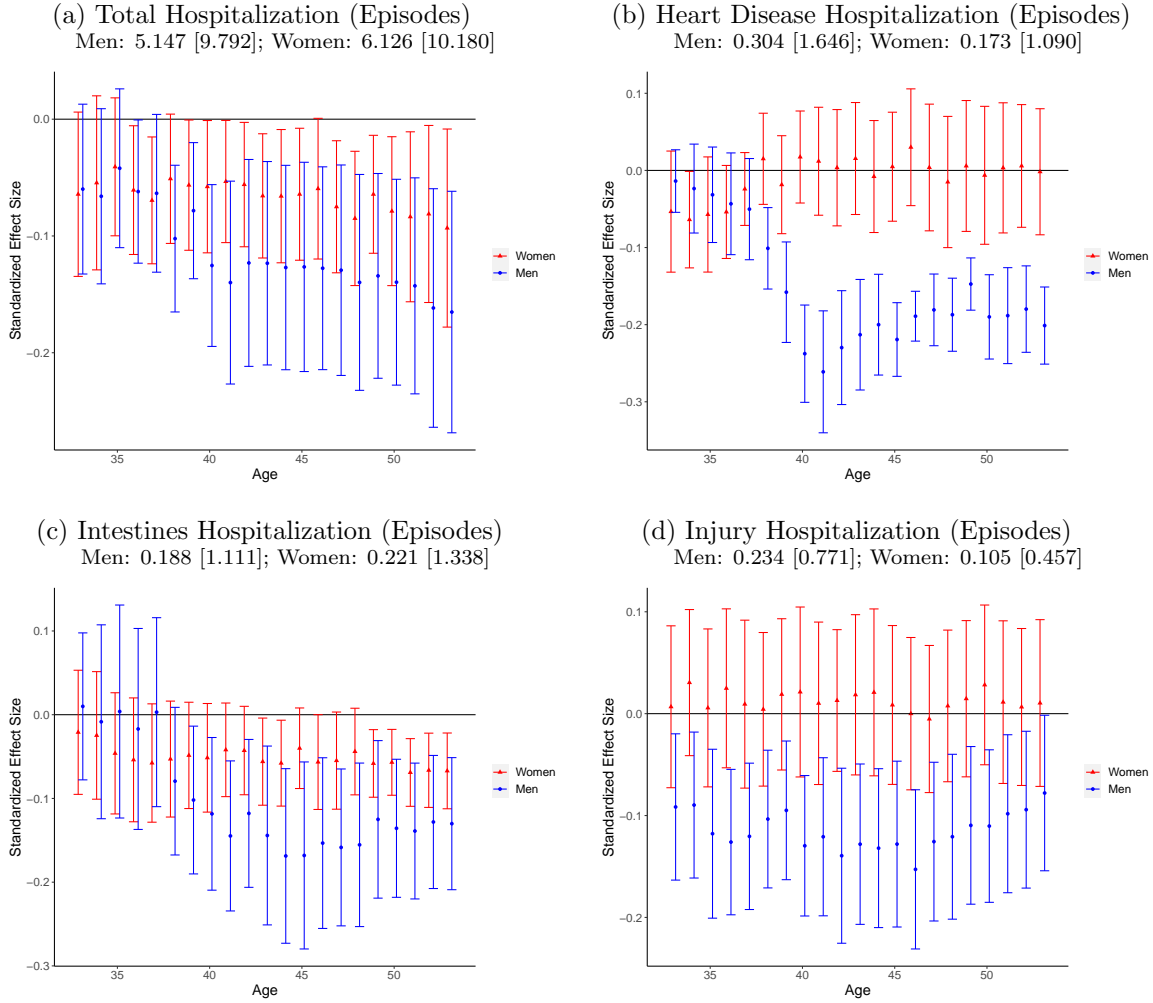 (a) Total Hospitalization (Episodes)
Men: 5.147 [9.792]; Women: 6.126 [10.180]
Standardized Effect Size
0.0
−0.1
−0.2
35
40
45
50
Age
Women
Men
(b) Heart Disease Hospitalization (Episodes)
Men: 0.304 [1.646]; Women: 0.173 [1.090]
Standardized Effect Size
0.1
0.0
−0.1
−0.2
−0.3
35
40
45
50
Age
Women
Men
(c) Intestines Hospitalization (Episodes)
Men: 0.188 [1.111]; Women: 0.221 [1.338]
Standardized Effect Size
0.1
0.0
−0.1
−0.2
−0.3
35
40
45
50
Age
Women
Men
(d) Injury Hospitalization (Episodes)
Men: 0.234 [0.771]; Women: 0.105 [0.457]
Standardized Effect Size
0.1
0.0
−0.1
−0.2
35
40
45
50
Age
Women
Men